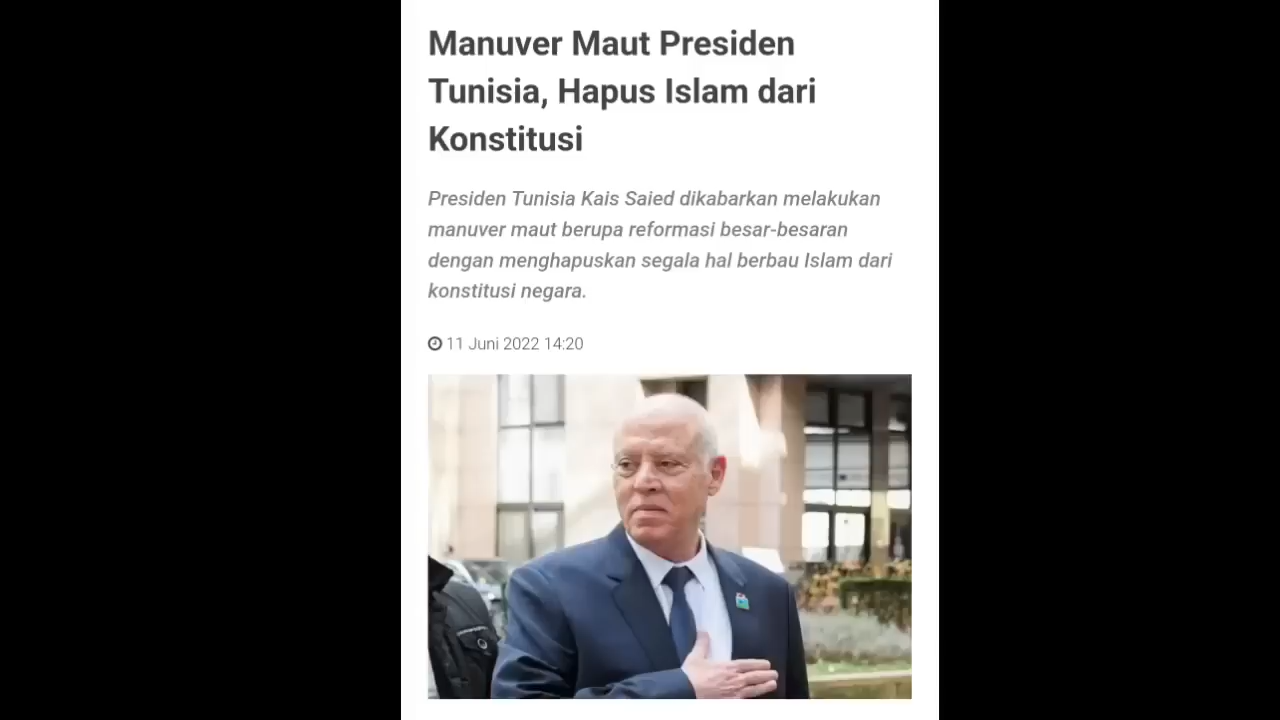 Manuver Maut Presiden
Tunisia, Hapus Islam dari
Konstitusi
Presiden Tunisia Kais Saied dikabarkan melakukan
manuver maut berupa reformasi besar-besaran
dengan menghapuskan segala hal berbau Islam dari
konstitusi negara.
11 Juni 2022 14:20